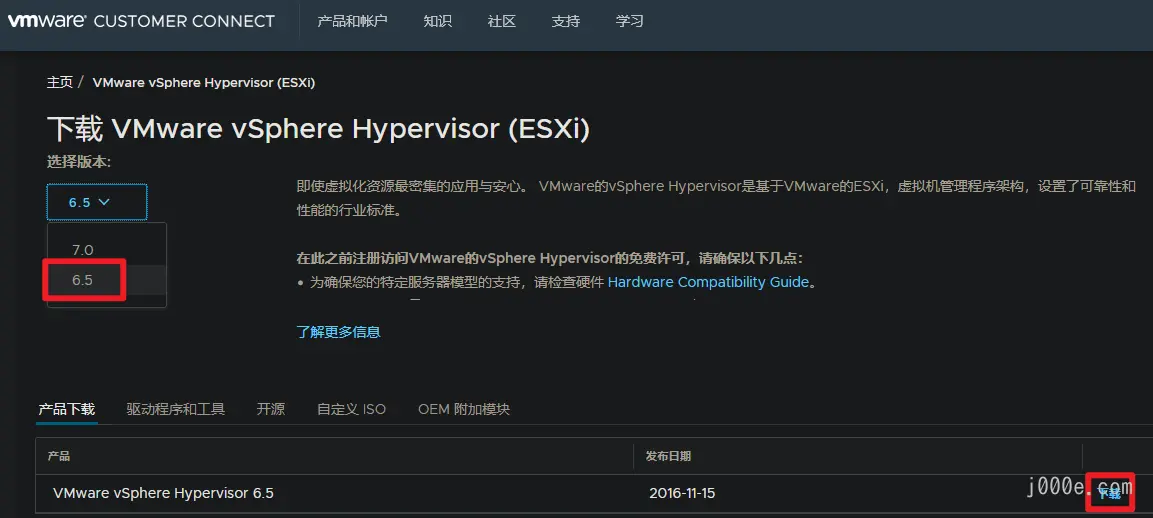 vmware® CUSTOMER CONNECT 产品和帐户 知识 社区 支持 学习
主页 / VMware vSphere Hypervisor (ESXi)
下载 VMware vSphere Hypervisor (ESXi)
选择版本:
6.5
7.0
6.5
即使虚拟化资源最密集的应用与安心。 VMware的vSphere Hypervisor是基于VMware的ESXi，虚拟机管理程序架构，设置了可靠性和
性能的行业标准。
在此之前注册访问VMware的vSphere Hypervisor的免费许可，请确保以下几点：
• 为确保您的特定服务器模型的支持，请检查硬件 Hardware Compatibility Guide。
了解更多信息
产品下载 驱动程序和工具 开源 自定义 ISO OEM 附加模块
产品 发布日期
VMware vSphere Hypervisor 6.5 2016-11-15 下载
j000e.com